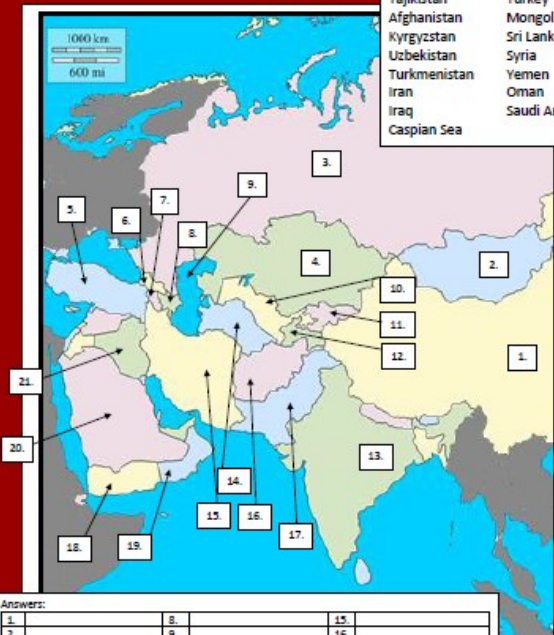 Tajikistan Turkey
Afghanistan Mongol
Kyrgyzstan Sri Lank
Uzbekistan Syria
Turkmenistan Yemen
Iran Oman
Iraq Saudi A
Caspian Sea
1000 km
600 mi
3.
9.
7.
5.
6.
8.
4.
2.
10.
11.
12.
1.
21.
20.
13.
14.
15.
16.
17.
18.
19.
Answers:
1. 8. 15.
2. 9. 16.